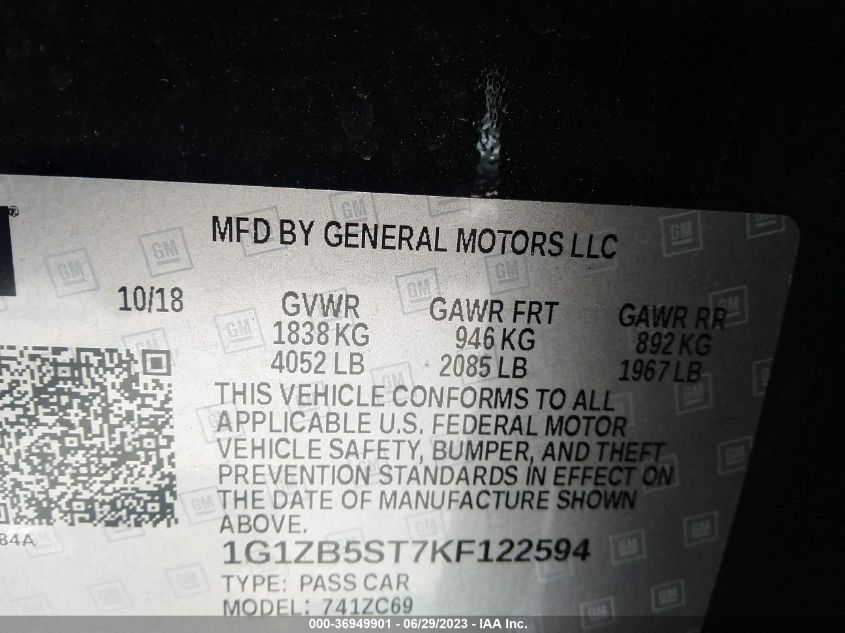 MFD BY GENERAL MOTORS LLC
10/18
GVWR GAWR FRT GAWR RR
1838 KG 946 KG 892 KG
4052 LB 2085 LB 1967 LB
THIS VEHICLE CONFORMS TO ALL
APPLICABLE U.S. FEDERAL MOTOR
VEHICLE SAFETY, BUMPER, AND THEFT
PREVENTION STANDARDS IN EFFECT ON
THE DATE OF MANUFACTURE SHOWN
ABOVE.
84A
1G1ZB5ST7KF122594
TYPE: PASS CAR
MODEL: 741ZC69
000-36949901 - 06/29/2023 - IAA Inc.